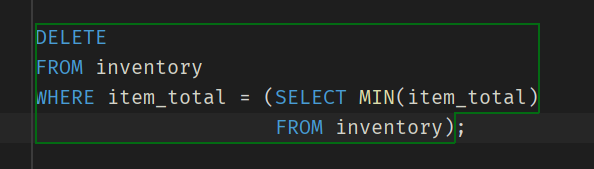 DELETE
FROM inventory
WHERE item_total = (SELECT MIN(item_total)
FROM inventory);